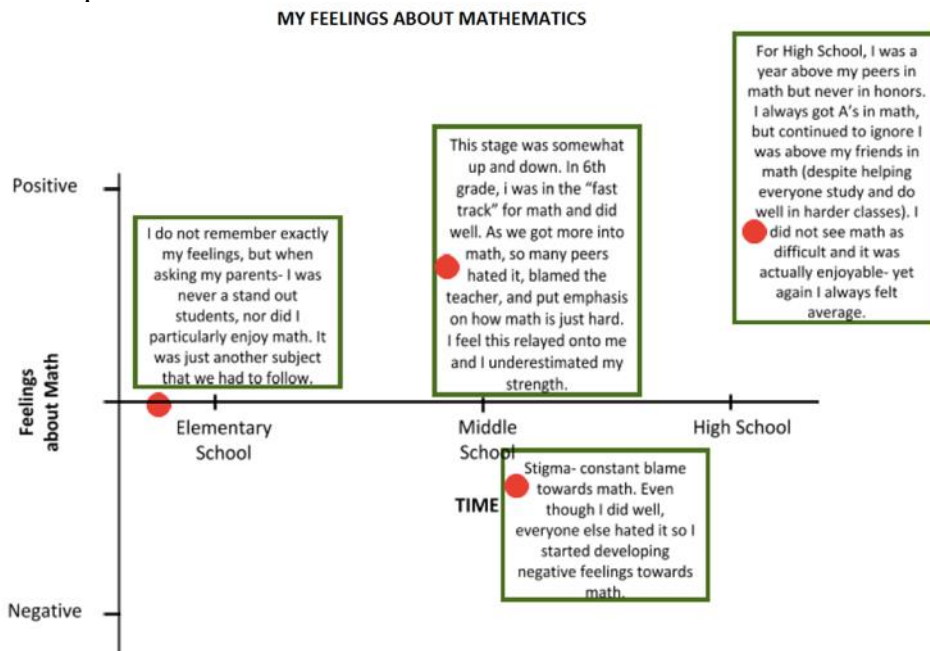 MY FEELINGS ABOUT MATHEMATICS
For High School, I was a
year above my peers in
math but never in honors.
I always got A's in math,
but continued to ignore I
was above my friends in
math (despite helping
everyone study and do
well in harder classes). I
did not see math as
difficult and it was
actually enjoyable- yet
again I always felt
average.
This stage was somewhat
up and down. In 6th
grade, i was in the “fast
track” for math and did
well. As we got more into
math, so many peers
hated it, blamed the
teacher, and put emphasis
on how math is just hard.
I feel this relayed onto
me and I underestimated my
strength.
Positive
I do not remember exactly
my feelings, but when
asking my parents- I was
never a stand out
students, nor did I
particularly enjoy math. It
was just another subject
that we had to follow.
Feelings
about Math
Elementary
School
Middle
School
High School
TIME
Stigma- constant blame
towards math. Even
though I did well,
everyone else hated it so I
started developing
negative feelings towards
math.
Negative